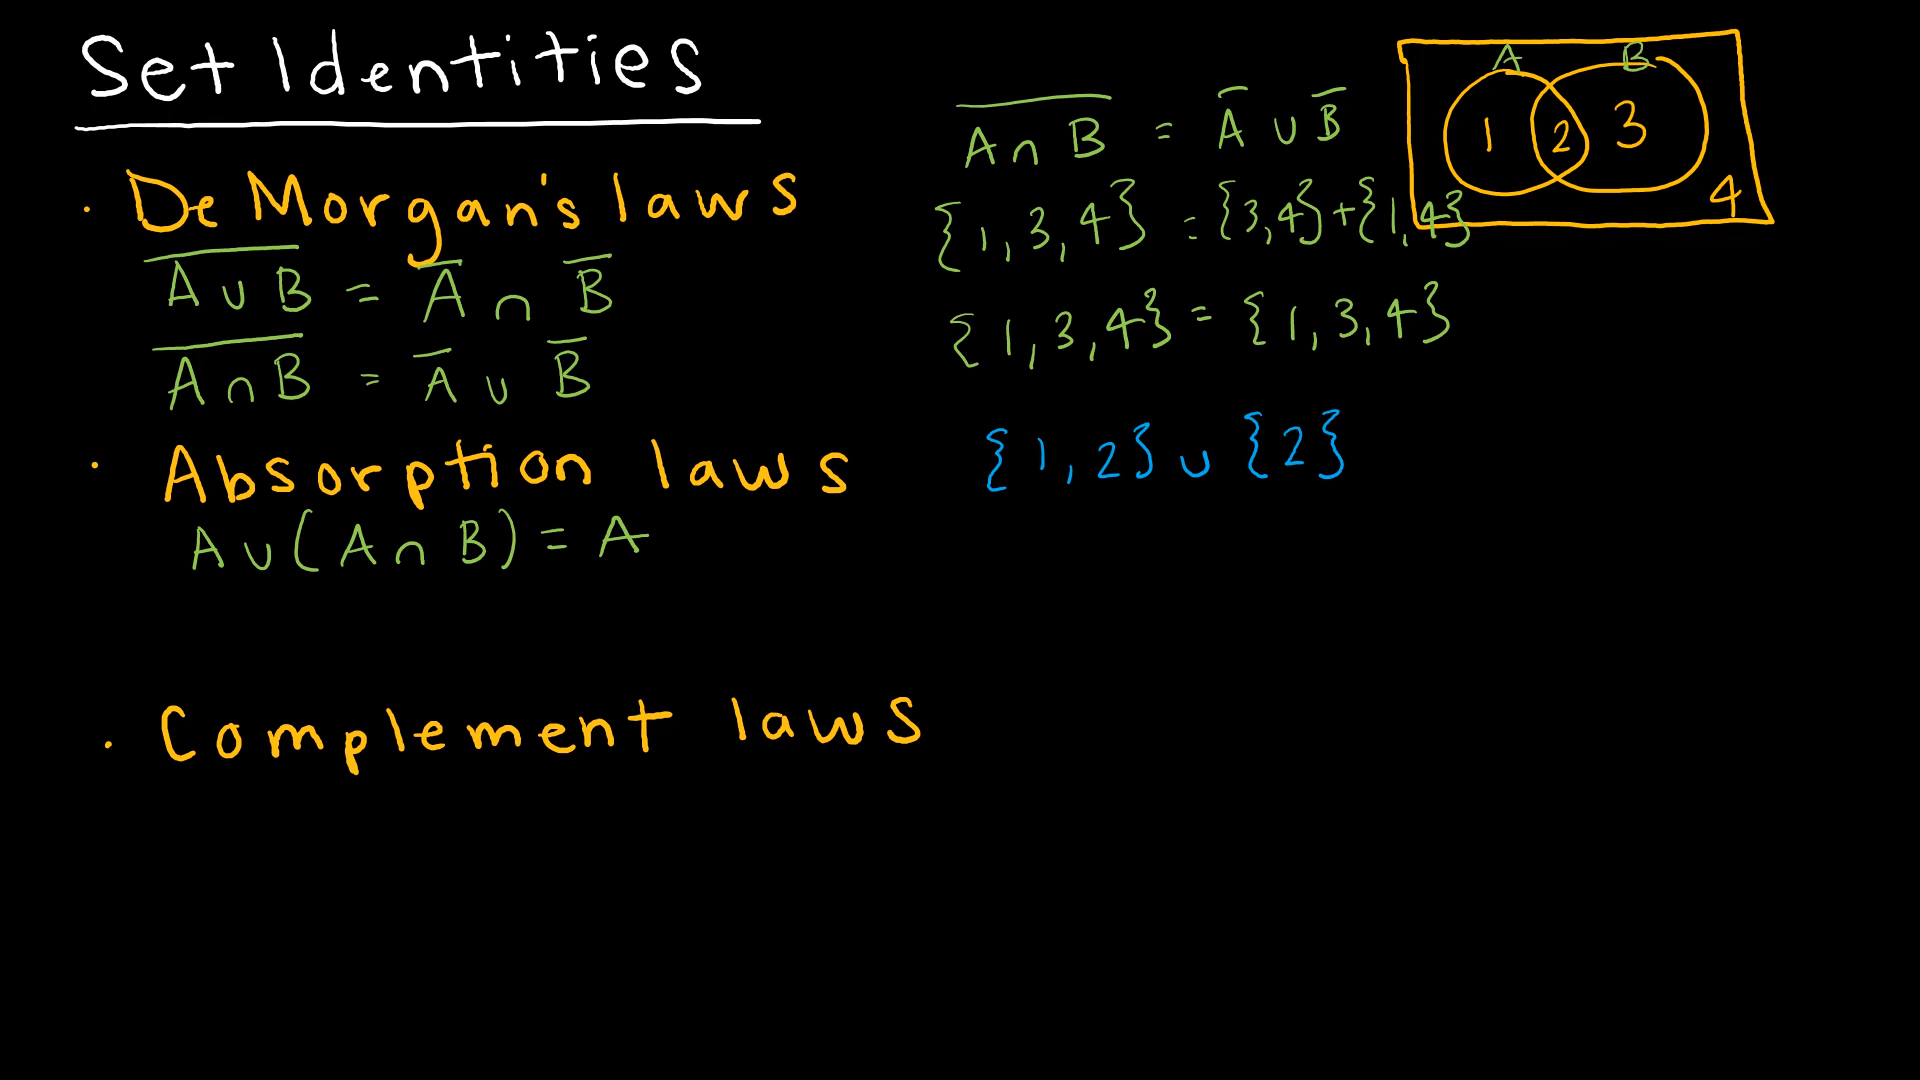 Set Identities
· De Morgan's laws
A̅ ̅∪̅ ̅B̅ = A̅ ∩ B̅
A̅ ̅∩̅ ̅B̅ = A̅ ∪ B̅
· Absorption laws
A ∪ (A ∩ B) = A
· Complement laws
A̅ ̅∩̅ ̅B̅ = A̅ ∪ B̅
{1, 3, 4} = {3, 4} + {1, 4}
{1, 3, 4} = {1, 3, 4}
{1, 2} ∪ {2}
A B
1 2 3
4